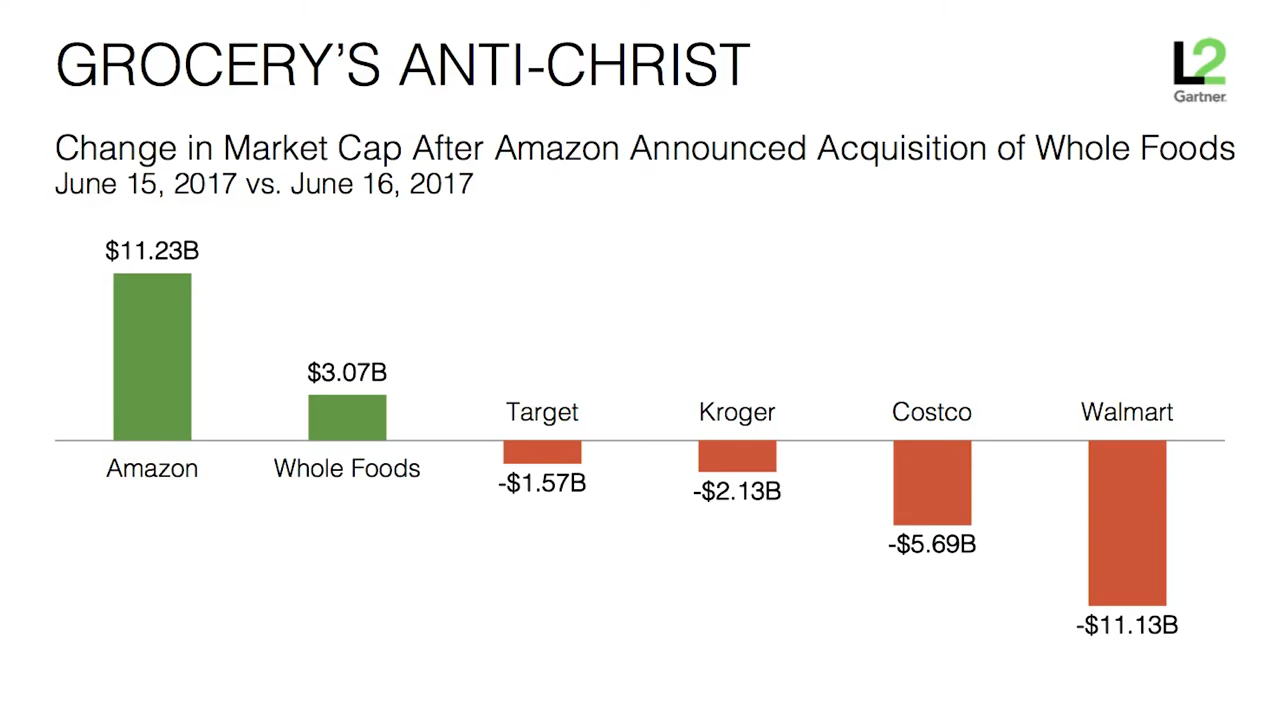 GROCERY’S ANTI-CHRIST
L2
Gartner.
Change in Market Cap After Amazon Announced Acquisition of Whole Foods
June 15, 2017 vs. June 16, 2017
$11.23B
$3.07B
Target
Kroger
Costco
Walmart
Amazon
Whole Foods
-$1.57B
-$2.13B
-$5.69B
-$11.13B